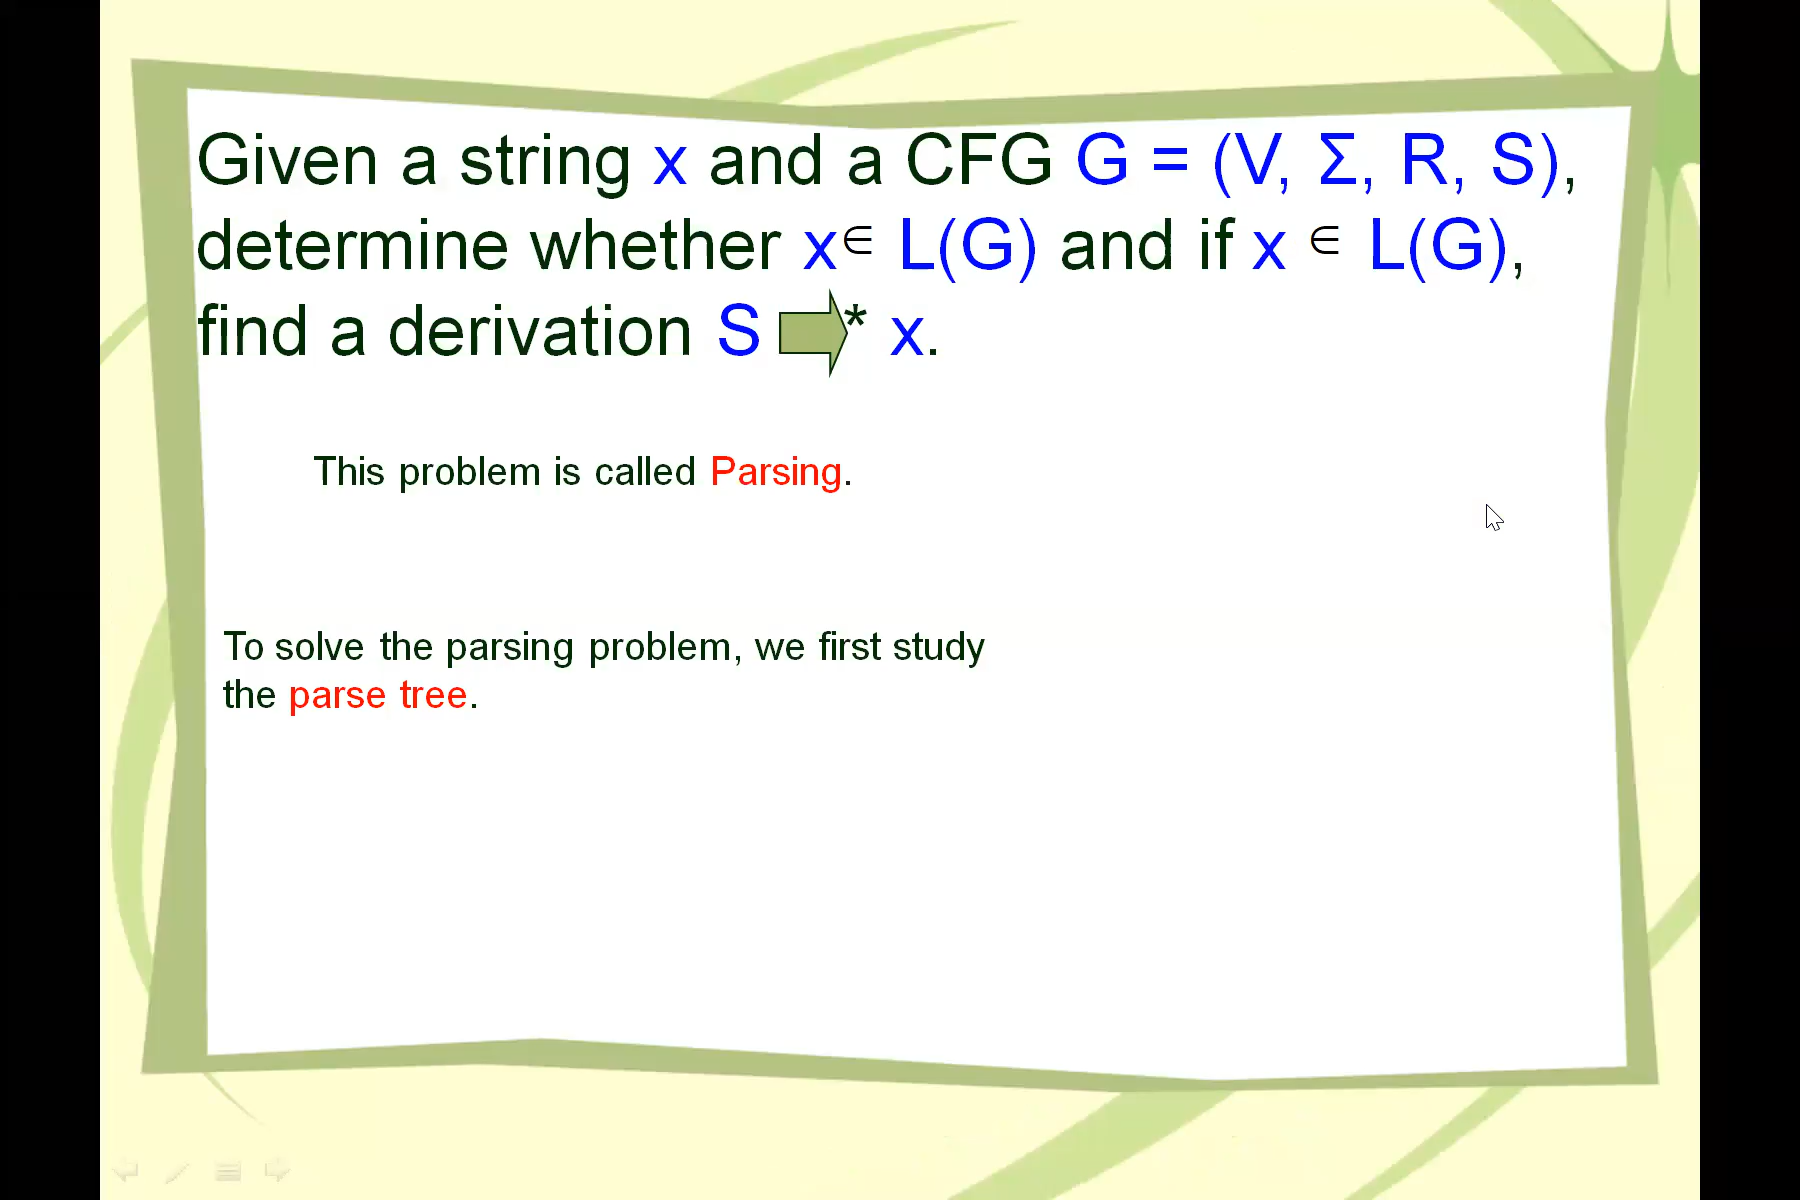 Given a string x and a CFG G = (V, Σ, R, S),
determine whether x∈ L(G) and if x ∈ L(G),
find a derivation S * x.
This problem is called Parsing.
To solve the parsing problem, we first study
the parse tree.